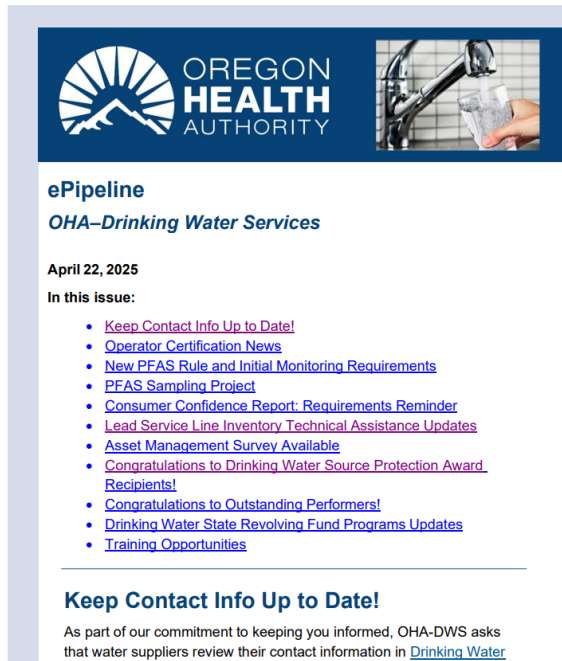 OREGON
HEALTH
AUTHORITY
ePipeline
OHA–Drinking Water Services
April 22, 2025
In this issue:
• Keep Contact Info Up to Date!
• Operator Certification News
• New PFAS Rule and Initial Monitoring Requirements
• PFAS Sampling Project
• Consumer Confidence Report: Requirements Reminder
• Lead Service Line Inventory Technical Assistance Updates
• Asset Management Survey Available
• Congratulations to Drinking Water Source Protection Award
Recipients!
• Congratulations to Outstanding Performers!
• Drinking Water State Revolving Fund Programs Updates
• Training Opportunities
Keep Contact Info Up to Date!
As part of our commitment to keeping you informed, OHA-DWS asks
that water suppliers review their contact information in Drinking Water